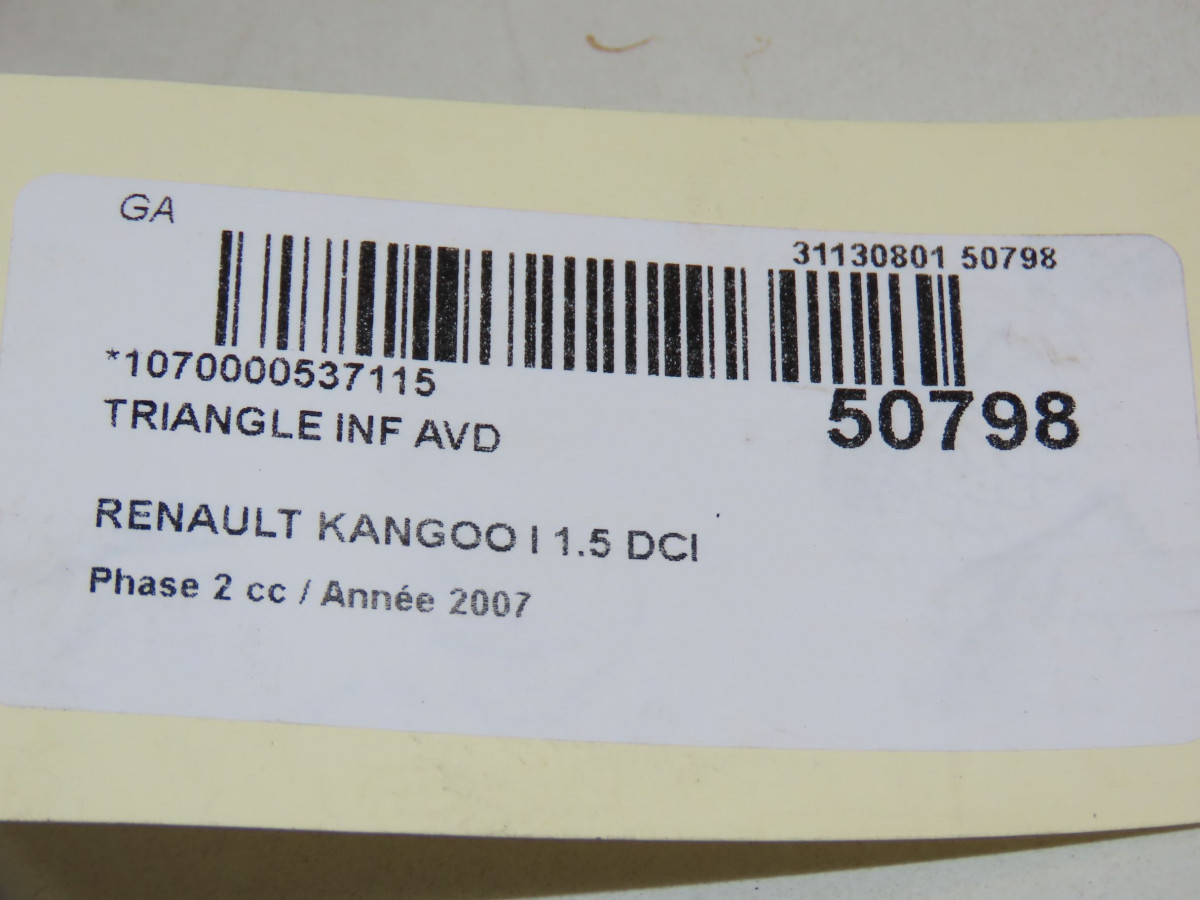 GA
31130801 50798
*1070000537115
50798
TRIANGLE INF AVD
RENAULT KANGOO I 1.5 DCI
Phase 2 cc / Année 2007